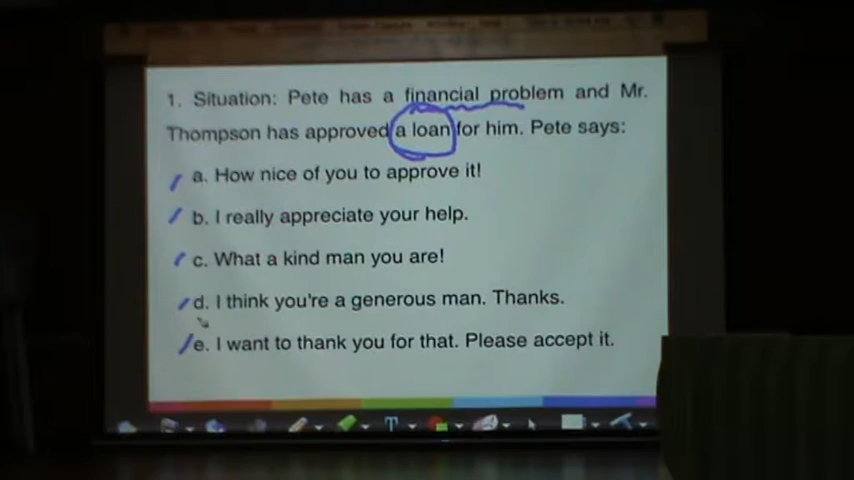 1. Situation: Pete has a financial problem and Mr.
Thompson has approved a loan for him. Pete says:
a. How nice of you to approve it!
b. I really appreciate your help.
c. What a kind man you are!
d. I think you're a generous man. Thanks.
e. I want to thank you for that. Please accept it.
T